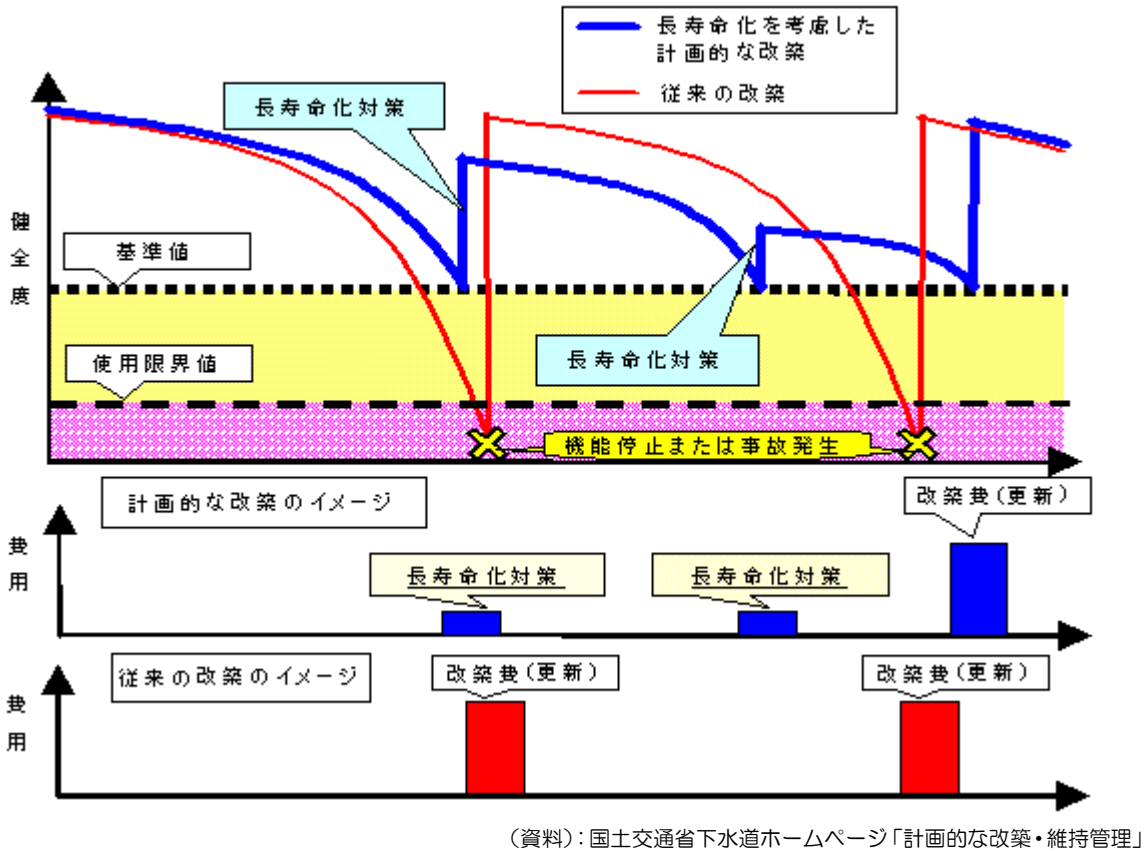 長寿命化を考慮した
計画的な改築
従来の改築
長寿命化対策
健全度
基準値
使用限界値
長寿命化対策
機能停止または事故発生
計画的な改築のイメージ
改築費(更新)
費用
長寿命化対策
長寿命化対策
従来の改築のイメージ
改築費(更新)
改築費(更新)
費用
(資料):国土交通省下水道ホームページ「計画的な改築・維持管理」